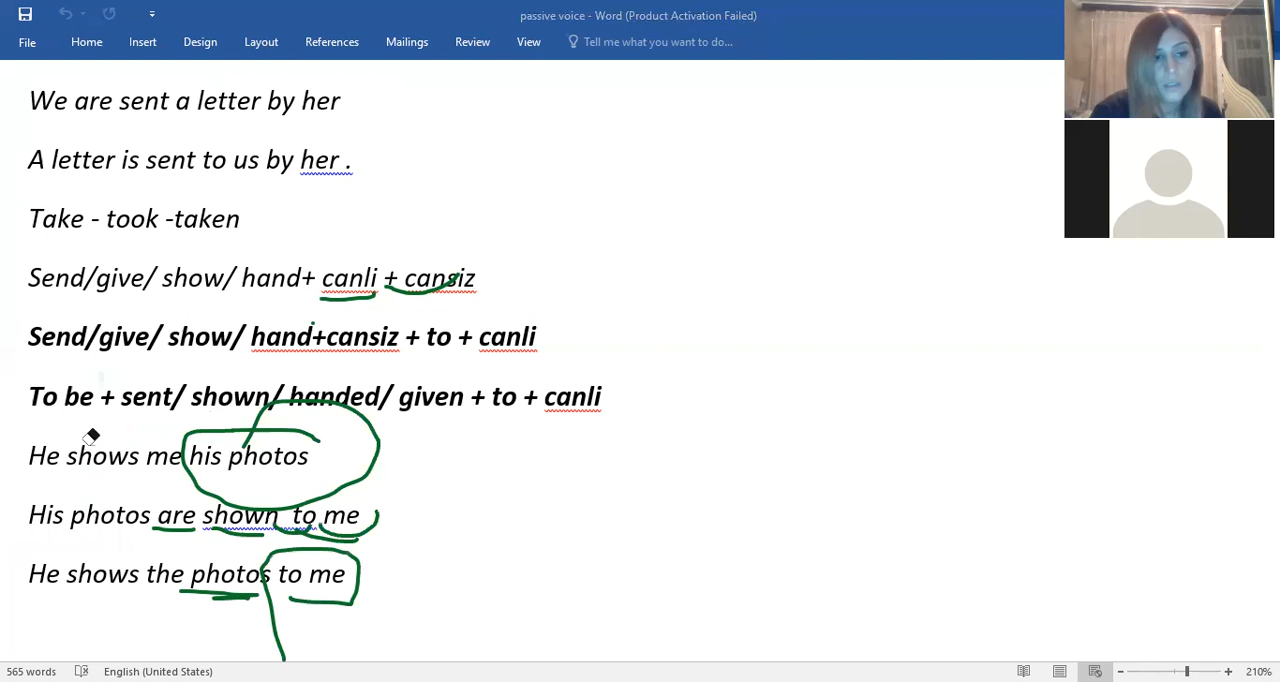 passive voice - Word (Product Activation Failed)
File Home Insert Design Layout References Mailings Review View Tell me what you want to do...
We are sent a letter by her
A letter is sent to us by her .
Take - took -taken
Send/give/ show/ hand+ canli + cansiz
Send/give/ show/ hand+cansiz + to + canli
To be + sent/ shown/ handed/ given + to + canli
He shows me his photos
His photos are shown to me
He shows the photos to me
565 words English (United States) 210%